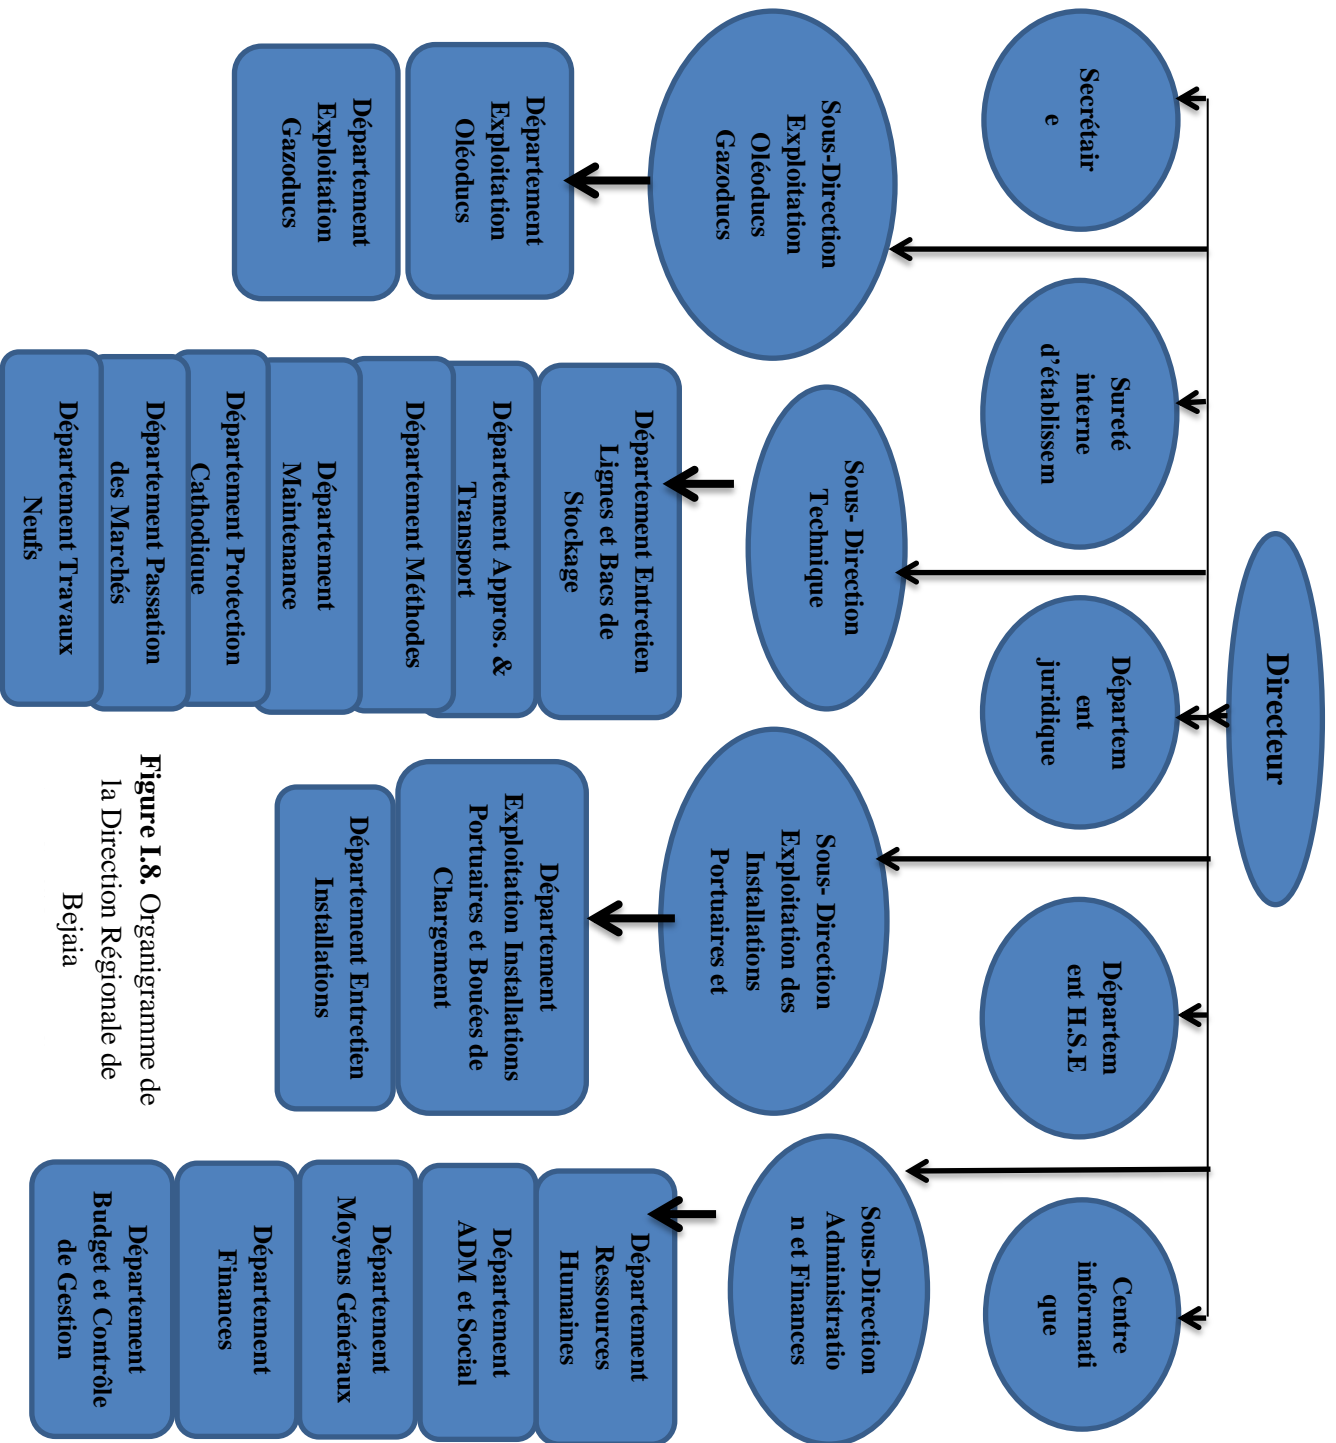 Directeur
Secrétair
e
Sureté
interne
d'établissem
Départem
ent
juridique
Départem
ent H.S.E
Centre
informati
que
Sous-Direction
Exploitation
Oléoducs
Gazoducs
Sous- Direction
Technique
Sous- Direction
Exploitation des
Installations
Portuaires et
Sous-Direction
Administratio
n et Finances
Département
Exploitation
Oléoducs
Département
Exploitation
Gazoducs
Département Entretien
Lignes et Bacs de
Stockage
Département Appros. &
Transport
Département Méthodes
Département
Maintenance
Département Protection
Cathodique
Département Passation
des Marchés
Département Travaux
Neufs
Département
Exploitation Installations
Portuaires et Bouées de
Chargement
Département Entretien
Installations
Département
Ressources
Humaines
Département
ADM et Social
Département
Moyens Généraux
Département
Finances
Département
Budget et Contrôle
de Gestion
Figure I.8. Organigramme de
la Direction Régionale de
Bejaia